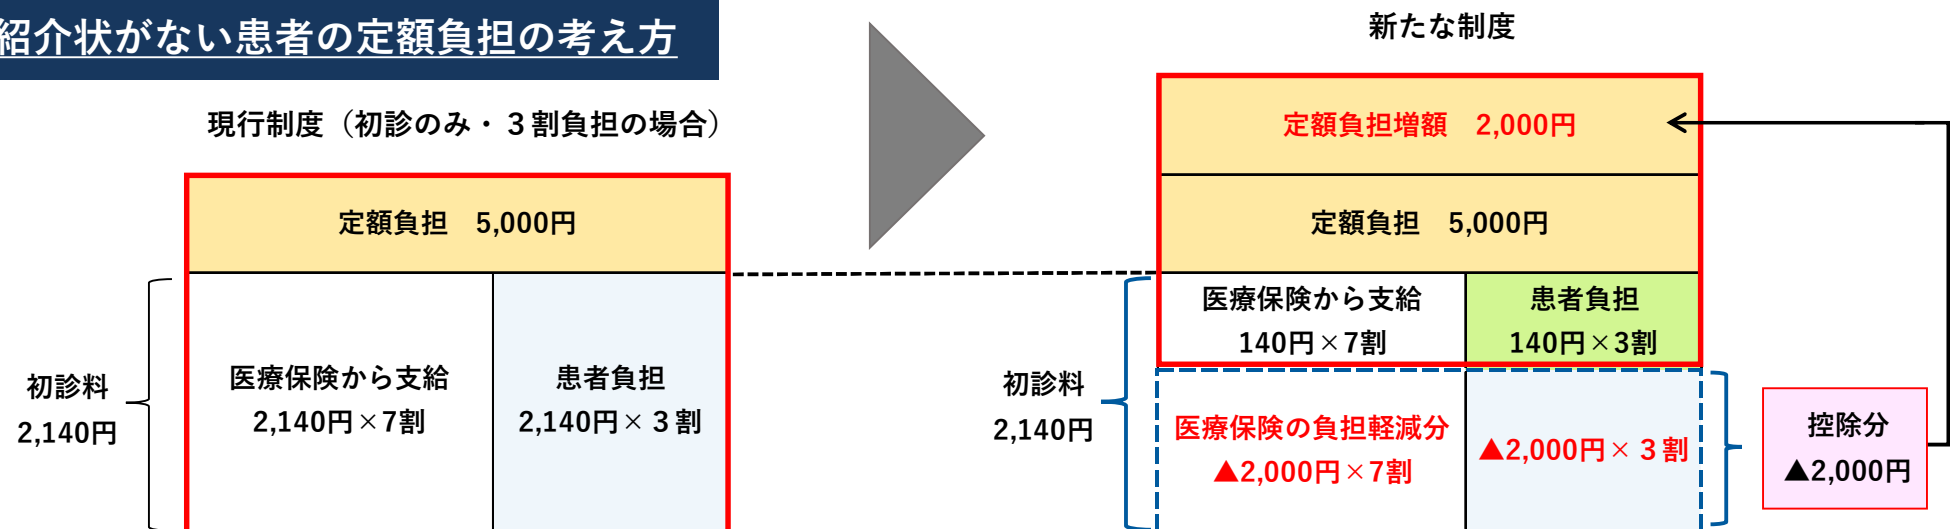 紹介状がない患者の定額負担の考え方
現行制度（初診のみ・３割負担の場合）
定額負担　5,000円
初診料
2,140円
医療保険から支給
2,140円×7割
患者負担
2,140円×３割
新たな制度
定額負担増額　2,000円
定額負担　5,000円
初診料
2,140円
医療保険から支給
140円×7割
患者負担
140円×3割
医療保険の負担軽減分
▲2,000円×7割
▲2,000円×３割
控除分
▲2,000円